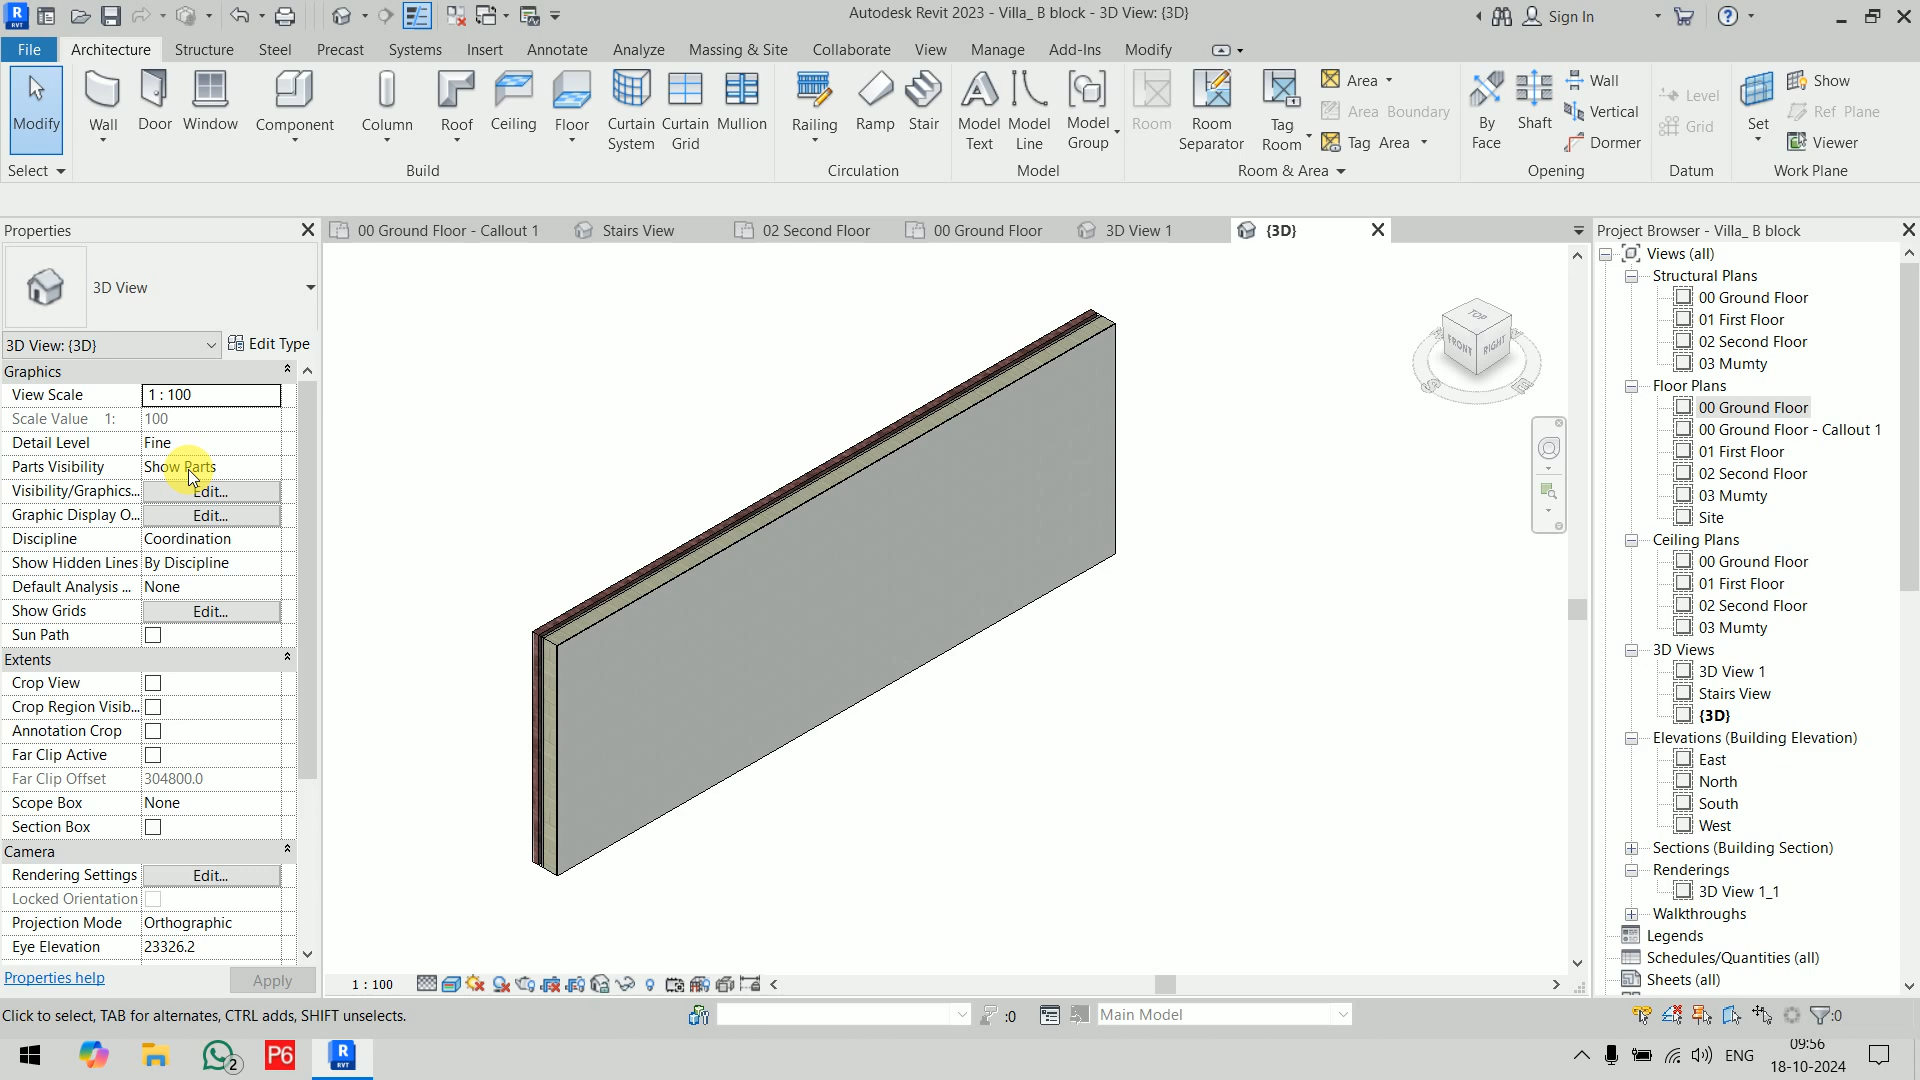 Autodesk Revit 2023 - Villa_ B block - 3D View: {3D}
Sign In
File Architecture Structure Steel Precast Systems Insert Annotate Analyze Massing & Site Collaborate View Manage Add-Ins Modify
Modify
Wall
Door
Window
Component
Column
Roof
Ceiling
Floor
Curtain System
Curtain Grid
Mullion
Railing
Ramp
Stair
Model Text
Model Line
Model Group
Room
Room Separator
Tag Room
Area
Area Boundary
Tag Area
By Face
Shaft
Wall
Vertical
Dormer
Level
Grid
Set
Show
Ref Plane
Viewer
Select Build Circulation Model Room & Area Opening Datum Work Plane
Properties
3D View
3D View: {3D} Edit Type
Graphics
View Scale 1 : 100
Scale Value 1: 100
Detail Level Fine
Parts Visibility Show Parts
Visibility/Graphics... Edit...
Graphic Display O... Edit...
Discipline Coordination
Show Hidden Lines By Discipline
Default Analysis ... None
Show Grids Edit...
Sun Path
Extents
Crop View
Crop Region Visib...
Annotation Crop
Far Clip Active
Far Clip Offset 304800.0
Scope Box None
Section Box
Camera
Rendering Settings Edit...
Locked Orientation
Projection Mode Orthographic
Eye Elevation 23326.2
Properties help Apply
00 Ground Floor - Callout 1 Stairs View 02 Second Floor 00 Ground Floor 3D View 1 {3D}
TOP
FRONT RIGHT
1 : 100
Project Browser - Villa_ B block
Views (all)
Structural Plans
00 Ground Floor
01 First Floor
02 Second Floor
03 Mumty
Floor Plans
00 Ground Floor
00 Ground Floor - Callout 1
01 First Floor
02 Second Floor
03 Mumty
Site
Ceiling Plans
00 Ground Floor
01 First Floor
02 Second Floor
03 Mumty
3D Views
3D View 1
Stairs View
{3D}
Elevations (Building Elevation)
East
North
South
West
Sections (Building Section)
Renderings
3D View 1_1
Walkthroughs
Legends
Schedules/Quantities (all)
Sheets (all)
Click to select, TAB for alternates, CTRL adds, SHIFT unselects. :0 Main Model :0
2 P6 R RVT ENG
09:56
18-10-2024